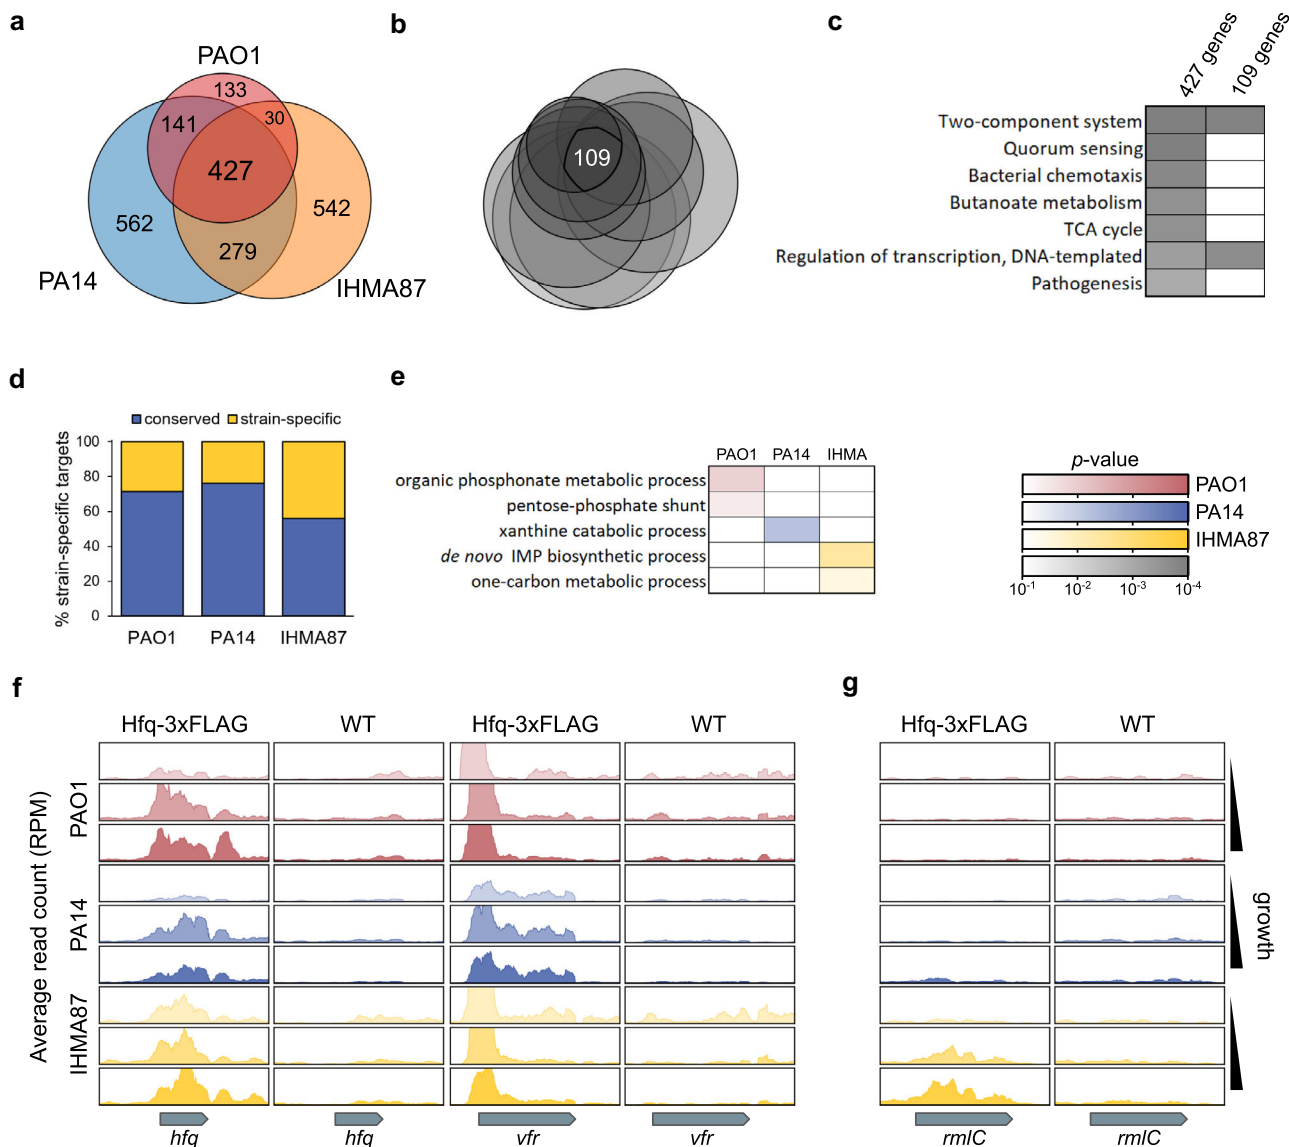 a
PAO1
133
141
30
427
562
542
279
PA14
IHMA87
b
109
c
427 genes
109 genes
Two-component system
Quorum sensing
Bacterial chemotaxis
Butanoate metabolism
TCA cycle
Regulation of transcription, DNA-templated
Pathogenesis
d
conserved strain-specific
% strain-specific targets
100
80
60
40
20
0
PAO1 PA14 IHMA87
e
PAO1 PA14 IHMA
organic phosphonate metabolic process
pentose-phosphate shunt
xanthine catabolic process
de novo IMP biosynthetic process
one-carbon metabolic process
p-value
PAO1
PA14
IHMA87
10-1 10-2 10-3 10-4
f
Hfq-3xFLAG WT Hfq-3xFLAG WT
Average read count (RPM)
PAO1
PA14
IHMA87
hfq hfq vfr vfr
g
Hfq-3xFLAG WT
growth
rmlC rmlC